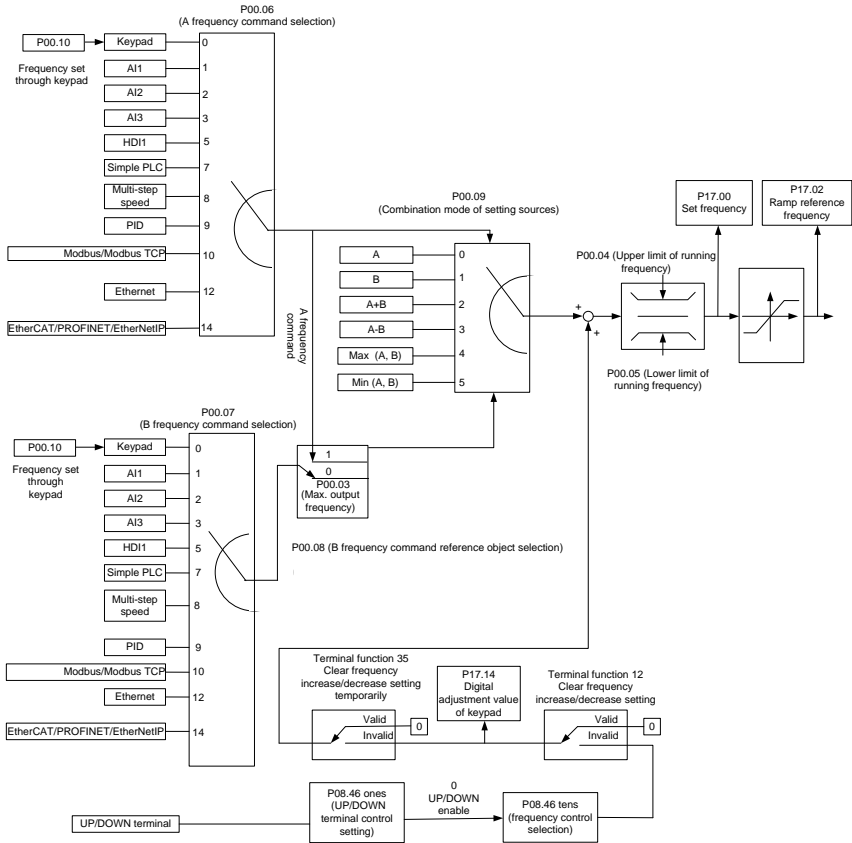 P00.06
(A frequency command selection)
P00.10
Keypad
0
Frequency set
through keypad
AI1
1
AI2
2
AI3
3
HDI1
5
Simple PLC
7
Multi-step
speed
8
PID
9
Modbus/Modbus TCP
10
Ethernet
12
EtherCAT/PROFINET/EtherNetIP
14
A frequency
command
P00.09
(Combination mode of setting sources)
A
0
B
1
A+B
2
A-B
3
Max (A, B)
4
Min (A, B)
5
+
+
P00.04 (Upper limit of running
frequency)
P00.05 (Lower limit of
running frequency)
P17.00
Set frequency
P17.02
Ramp reference
frequency
P00.07
(B frequency command selection)
P00.10
Keypad
0
Frequency set
through
keypad
AI1
1
AI2
2
AI3
3
HDI1
5
Simple PLC
7
Multi-step
speed
8
PID
9
Modbus/Modbus TCP
10
Ethernet
12
EtherCAT/PROFINET/EtherNetIP
14
1
0
P00.03
(Max. output
frequency)
P00.08 (B frequency command reference object selection)
Terminal function 35
Clear frequency
increase/decrease setting
temporarily
Valid
0
Invalid
P17.14
Digital
adjustment value
of keypad
Terminal function 12
Clear frequency
increase/decrease setting
Valid
0
Invalid
UP/DOWN terminal
P08.46 ones
(UP/DOWN
terminal control
setting)
0
UP/DOWN
enable
P08.46 tens
(frequency control
selection)